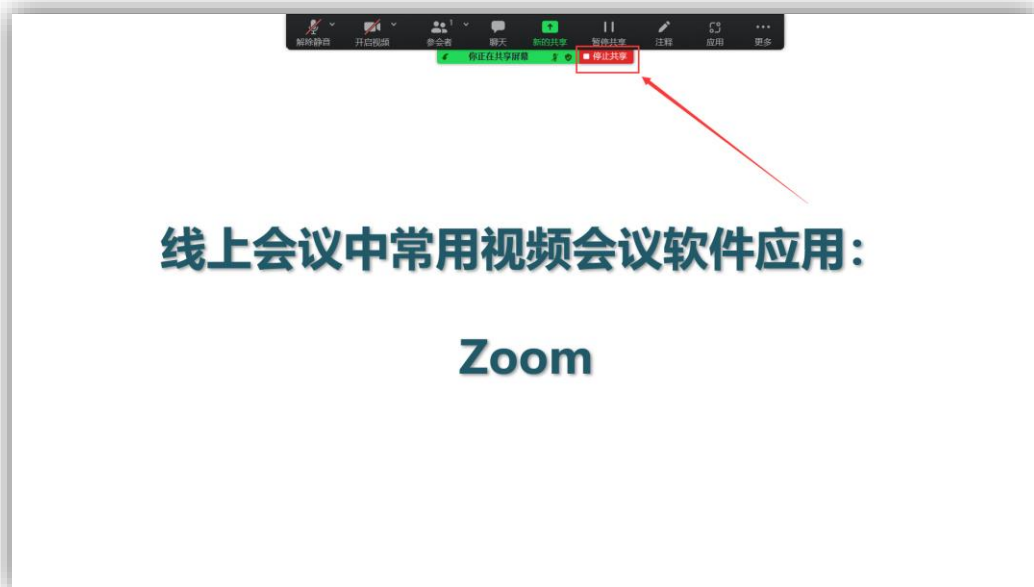 解除静音 开启视频 参会者 1 聊天 新的共享 暂停共享 注释 应用 更多
你正在共享屏幕 停止共享
线上会议中常用视频会议软件应用：
Zoom